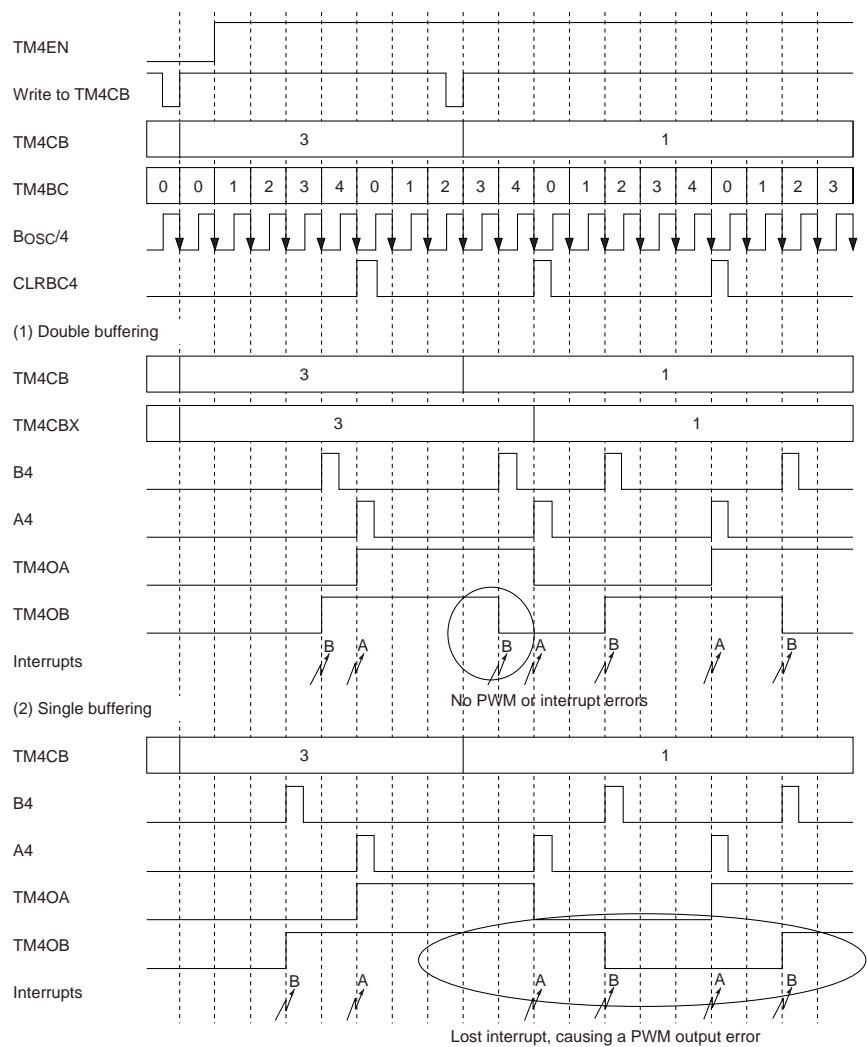 TM4EN
Write to TM4CB
TM4CB 3 1
TM4BC 0 0 1 2 3 4 0 1 2 3 4 0 1 2 3 4 0 1 2 3
BOSC/4
CLRBC4
(1) Double buffering
TM4CB 3 1
TM4CBX 3 1
B4
A4
TM4OA
TM4OB
Interrupts B A B A B A B
No PWM or interrupt errors
(2) Single buffering
TM4CB 3 1
B4
A4
TM4OA
TM4OB
Interrupts B A A B A B
Lost interrupt, causing a PWM output error